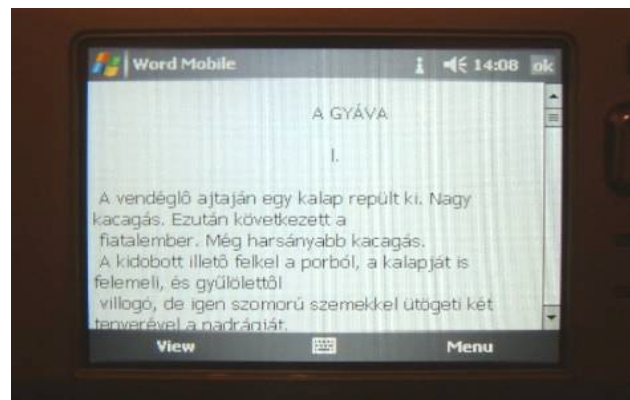 Word Mobile 14:08 ok
A GYÁVA
I.
A vendéglô ajtaján egy kalap repült ki. Nagy
kacagás. Ezután következett a
fiatalember. Még harsányabb kacagás.
A kidobott illetô felkel a porból, a kalapját is
felemeli, és gyûlölettôl
villogó, de igen szomorú szemekkel ütögeti két
tenyerével a nadrágját.
View Menu